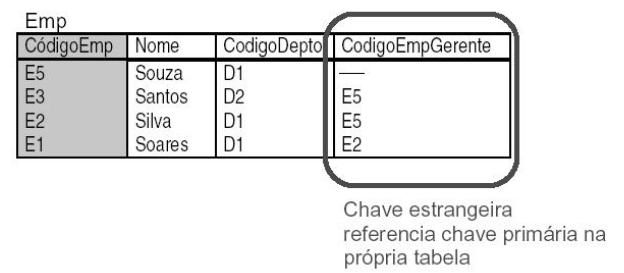 Emp
CódigoEmp Nome CodigoDepto CodigoEmpGerente
E5 Souza D1 —
E3 Santos D2 E5
E2 Silva D1 E5
E1 Soares D1 E2
Chave estrangeira
referencia chave primária na
própria tabela